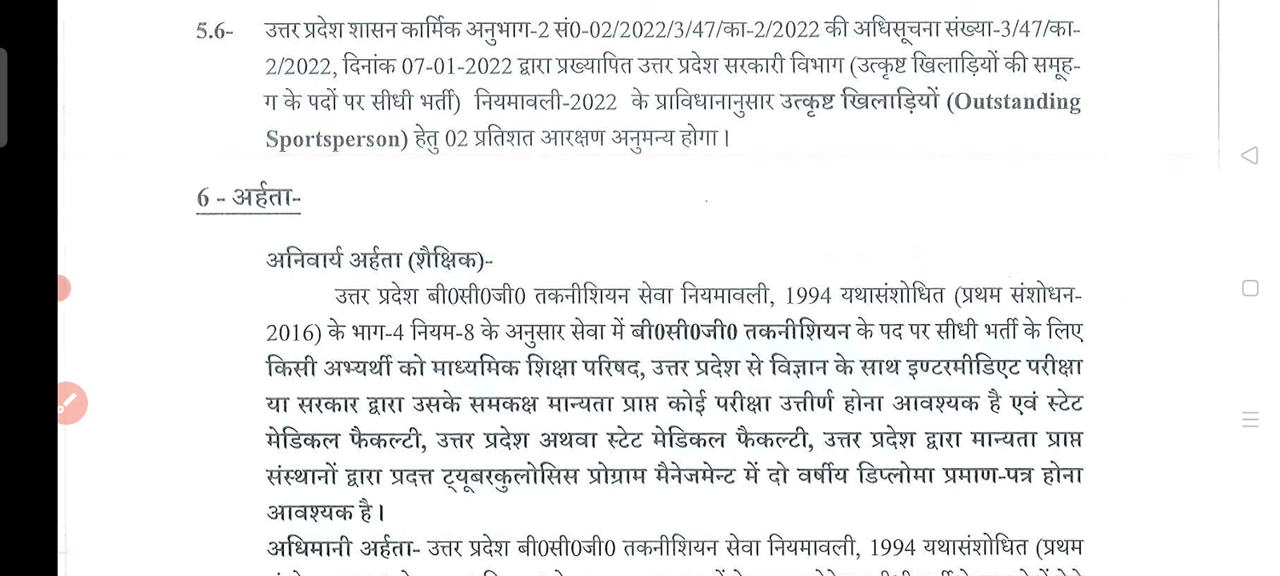 5.6- उत्तर प्रदेश शासन कार्मिक अनुभाग-2 सं0-02/2022/3/47/का-2/2022 की अधिसूचना संख्या-3/47/का-
2/2022, दिनांक 07-01-2022 द्वारा प्रख्यापित उत्तर प्रदेश सरकारी विभाग (उत्कृष्ट खिलाड़ियों की समूह-
ग के पदों पर सीधी भर्ती) नियमावली-2022 के प्राविधानानुसार उत्कृष्ट खिलाड़ियों (Outstanding
Sportsperson) हेतु 02 प्रतिशत आरक्षण अनुमन्य होगा।
6 - अर्हता-
अनिवार्य अर्हता (शैक्षिक)-
उत्तर प्रदेश बी0सी0जी0 तकनीशियन सेवा नियमावली, 1994 यथासंशोधित (प्रथम संशोधन-
2016) के भाग-4 नियम-8 के अनुसार सेवा में बी0सी0जी0 तकनीशियन के पद पर सीधी भर्ती के लिए
किसी अभ्यर्थी को माध्यमिक शिक्षा परिषद, उत्तर प्रदेश से विज्ञान के साथ इण्टरमीडिएट परीक्षा
या सरकार द्वारा उसके समकक्ष मान्यता प्राप्त कोई परीक्षा उत्तीर्ण होना आवश्यक है एवं स्टेट
मेडिकल फैकल्टी, उत्तर प्रदेश अथवा स्टेट मेडिकल फैकल्टी, उत्तर प्रदेश द्वारा मान्यता प्राप्त
संस्थानों द्वारा प्रदत्त ट्यूबरकुलोसिस प्रोग्राम मैनेजमेन्ट में दो वर्षीय डिप्लोमा प्रमाण-पत्र होना
आवश्यक है।
अधिमानी अर्हता- उत्तर प्रदेश बी0सी0जी0 तकनीशियन सेवा नियमावली, 1994 यथासंशोधित (प्रथम